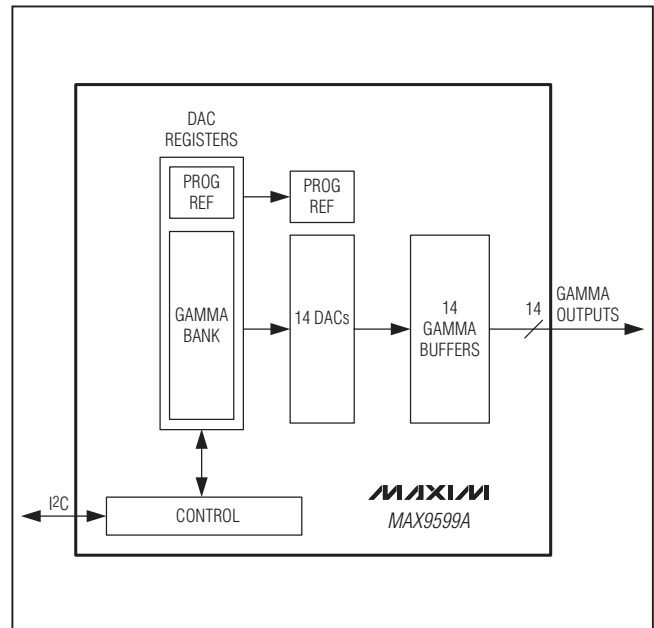 DAC
REGISTERS
PROG
REF
PROG
REF
GAMMA
BANK
14 DACs
14
GAMMA
BUFFERS
14
GAMMA
OUTPUTS
I²C
CONTROL
MAXIM
MAX9599A